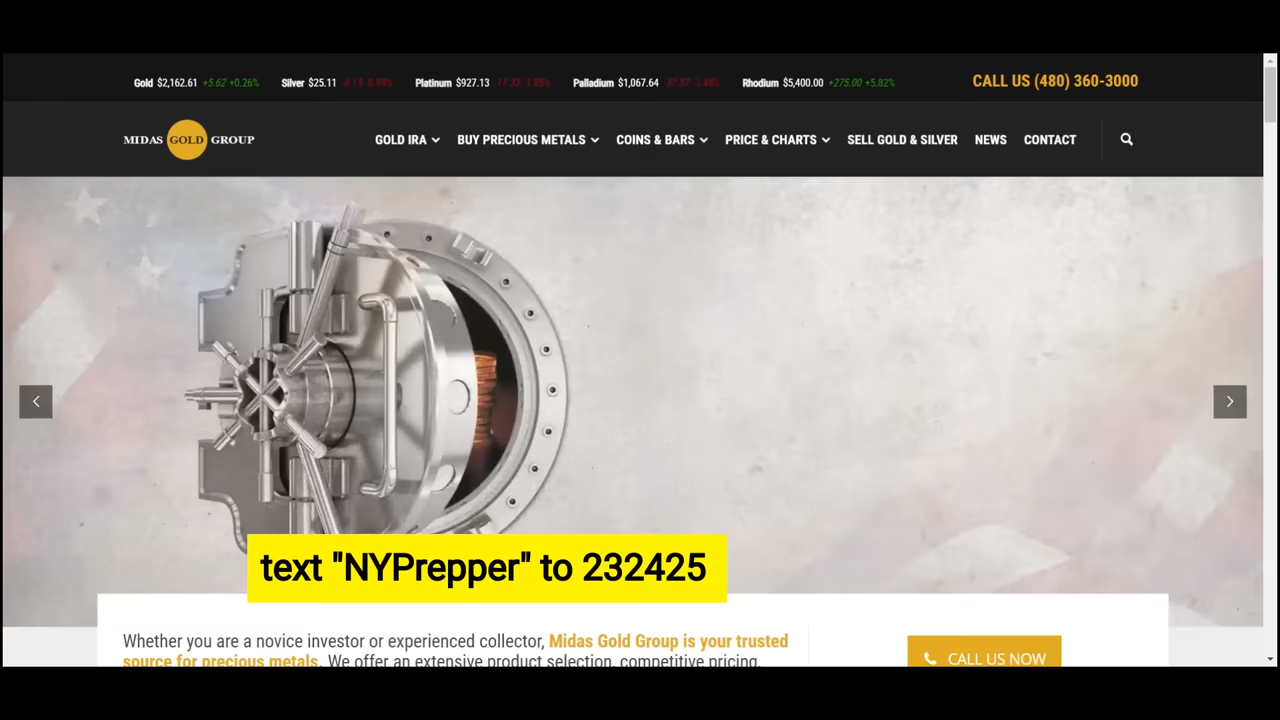 Gold $2,162.61 +5.62 +0.26% Silver $25.11 -0.15 -0.59% Platinum $927.13 -17.33 -1.85% Palladium $1,067.64 -37.57 -3.48% Rhodium $5,400.00 +275.00 +5.82% CALL US (480) 360-3000
MIDAS GOLD GROUP GOLD IRA BUY PRECIOUS METALS COINS & BARS PRICE & CHARTS SELL GOLD & SILVER NEWS CONTACT
text "NYPrepper" to 232425
Whether you are a novice investor or experienced collector, Midas Gold Group is your trusted
source for precious metals. We offer an extensive product selection, competitive pricing,
CALL US NOW